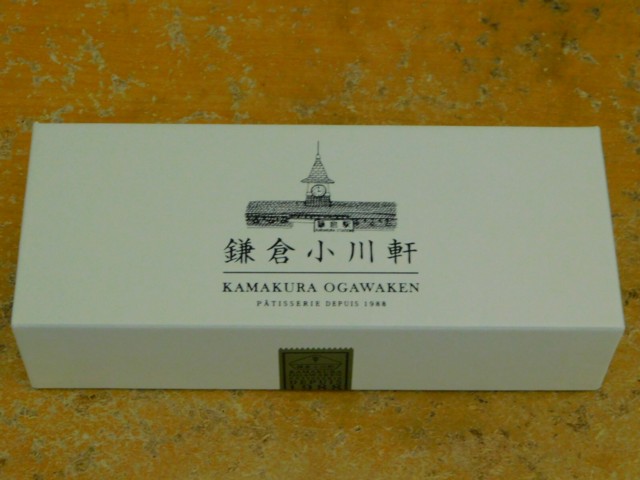 鎌倉小川軒
KAMAKURA OGAWAKEN
PÂTISSERIE DEPUIS 1988